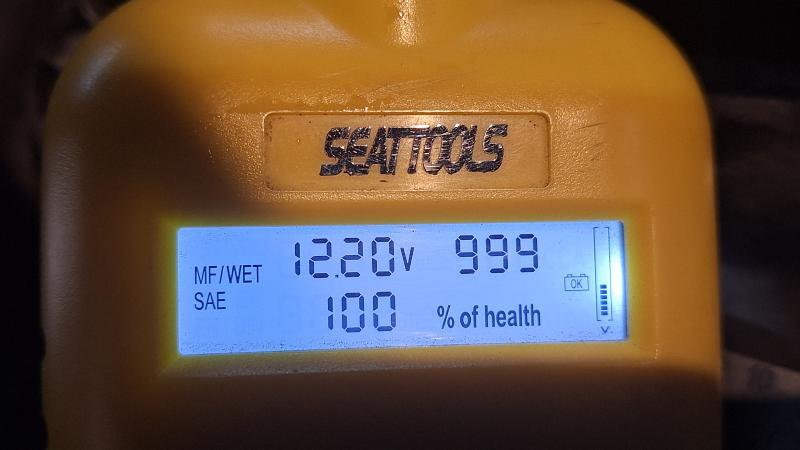 SEATTOOLS
MF/WET 12.20V 999
SAE 100 % of health
OK
V